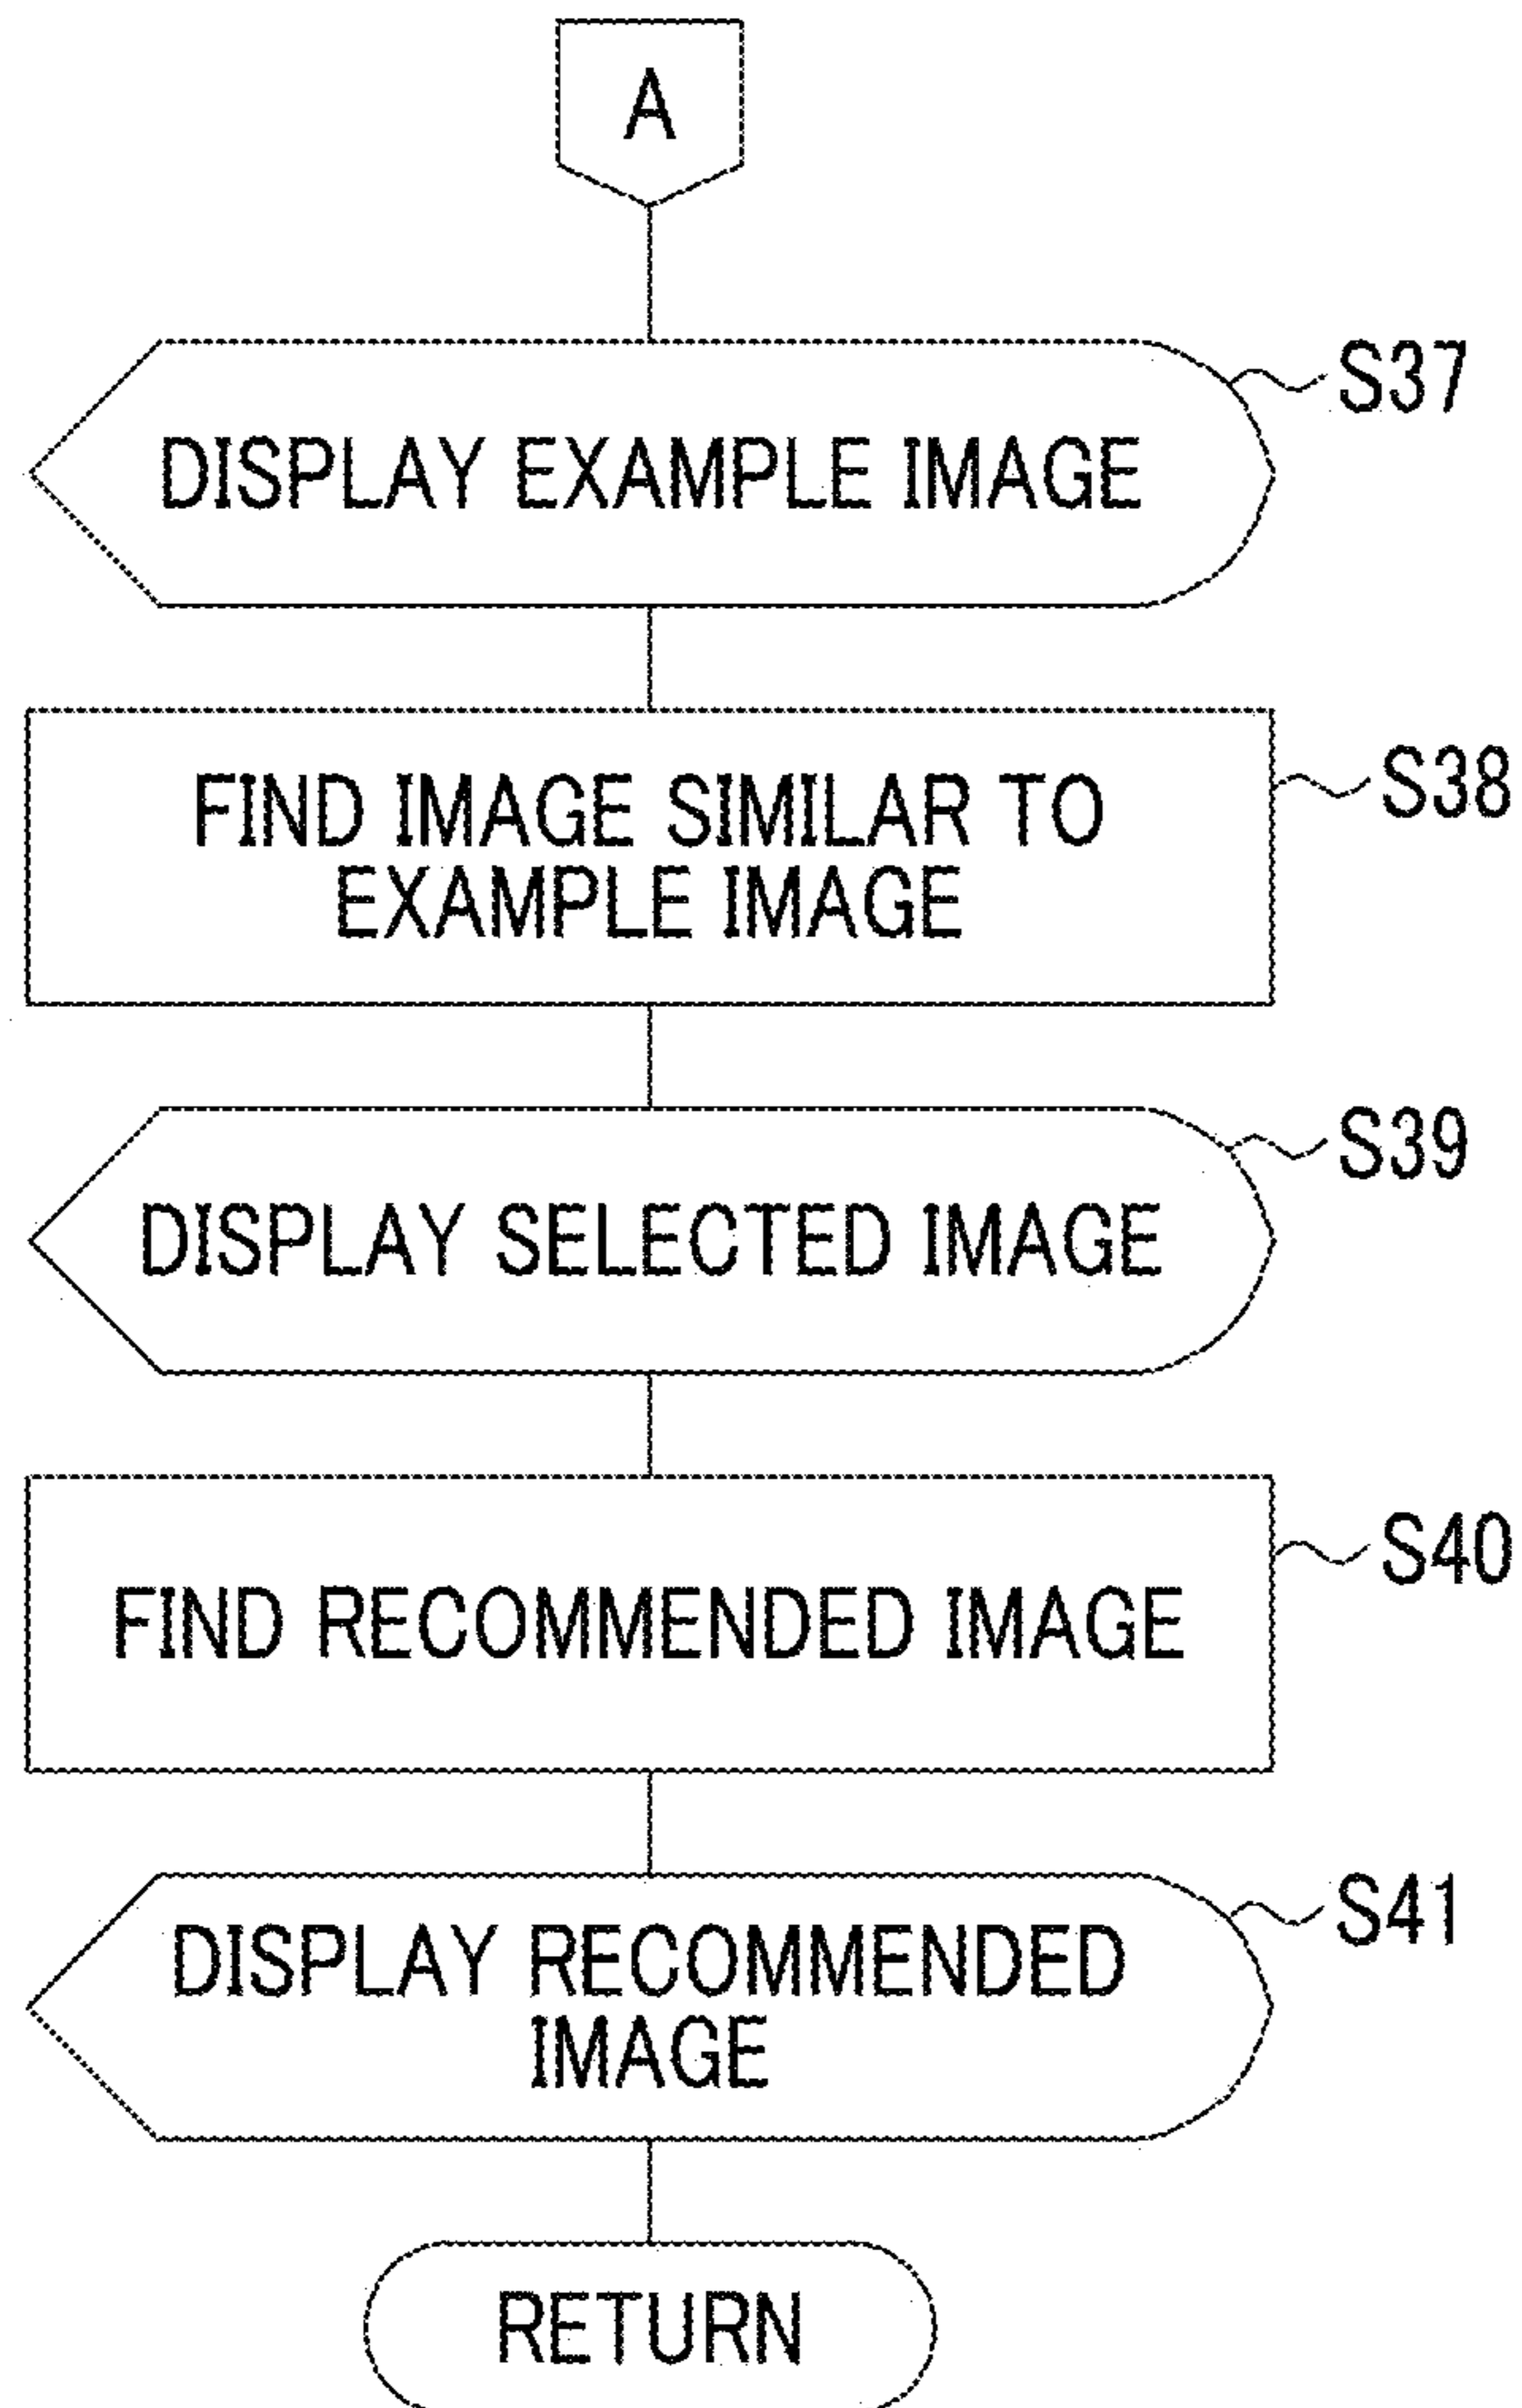 A
S37
DISPLAY EXAMPLE IMAGE
S38
FIND IMAGE SIMILAR TO
EXAMPLE IMAGE
S39
DISPLAY SELECTED IMAGE
S40
FIND RECOMMENDED IMAGE
S41
DISPLAY RECOMMENDED
IMAGE
RETURN